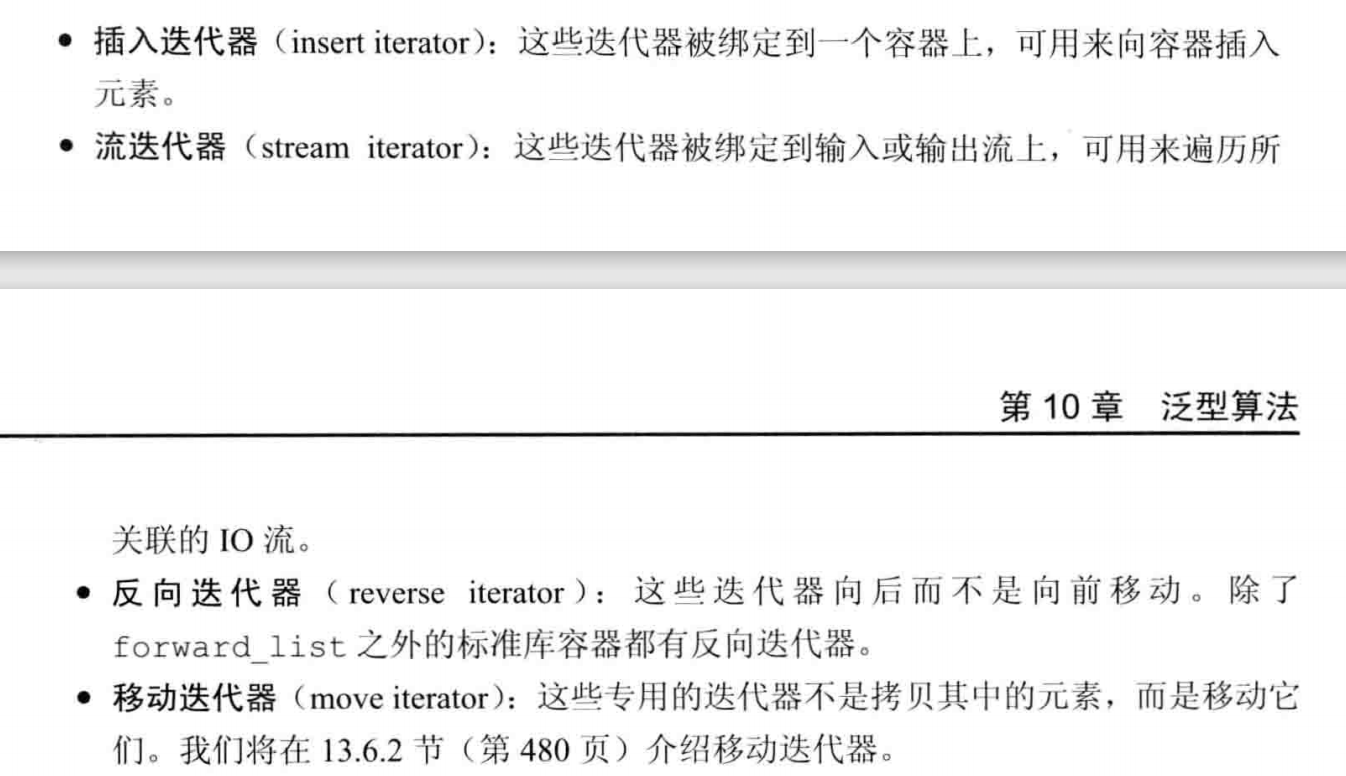 • 插入迭代器（insert iterator）：这些迭代器被绑定到一个容器上，可用来向容器插入
元素。
• 流迭代器（stream iterator）：这些迭代器被绑定到输入或输出流上，可用来遍历所
第 10 章 泛型算法
关联的 IO 流。
• 反向迭代器（reverse iterator）：这些迭代器向后而不是向前移动。除了
forward_list 之外的标准库容器都有反向迭代器。
• 移动迭代器（move iterator）：这些专用的迭代器不是拷贝其中的元素，而是移动它
们。我们将在 13.6.2 节（第 480 页）介绍移动迭代器。